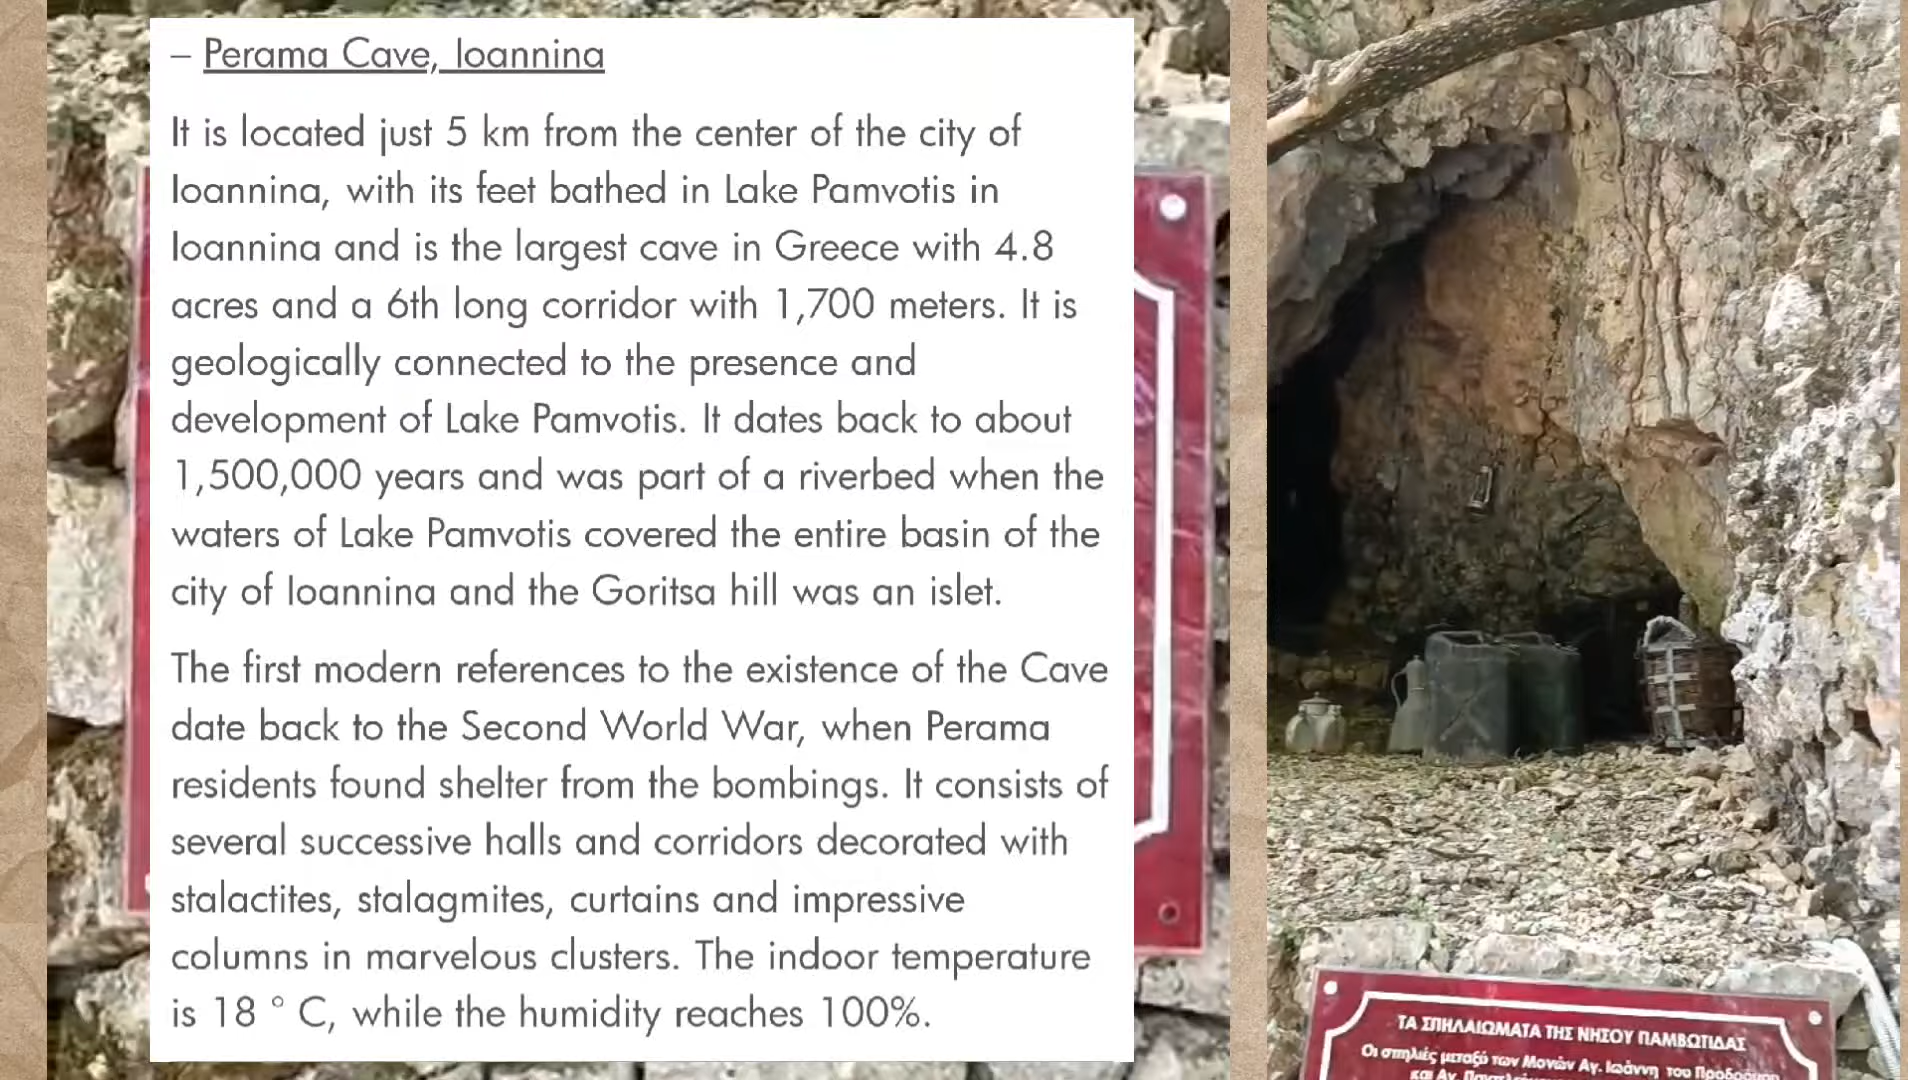 – Perama Cave, Ioannina
It is located just 5 km from the center of the city of
Ioannina, with its feet bathed in Lake Pamvotis in
Ioannina and is the largest cave in Greece with 4.8
acres and a 6th long corridor with 1,700 meters. It is
geologically connected to the presence and
development of Lake Pamvotis. It dates back to about
1,500,000 years and was part of a riverbed when the
waters of Lake Pamvotis covered the entire basin of the
city of Ioannina and the Goritsa hill was an islet.
The first modern references to the existence of the Cave
date back to the Second World War, when Perama
residents found shelter from the bombings. It consists of
several successive halls and corridors decorated with
stalactites, stalagmites, curtains and impressive
columns in marvelous clusters. The indoor temperature
is 18 ° C, while the humidity reaches 100%.
ΤΑ ΣΠΗΛΑΙΩΜΑΤΑ ΤΗΣ ΝΗΣΟΥ ΠΑΜΒΩΤΙΔΑΣ
Οι σπηλιές μεταξύ των Μονών Αγ. Ιωάννη του Προδρόμου
και Αγ.